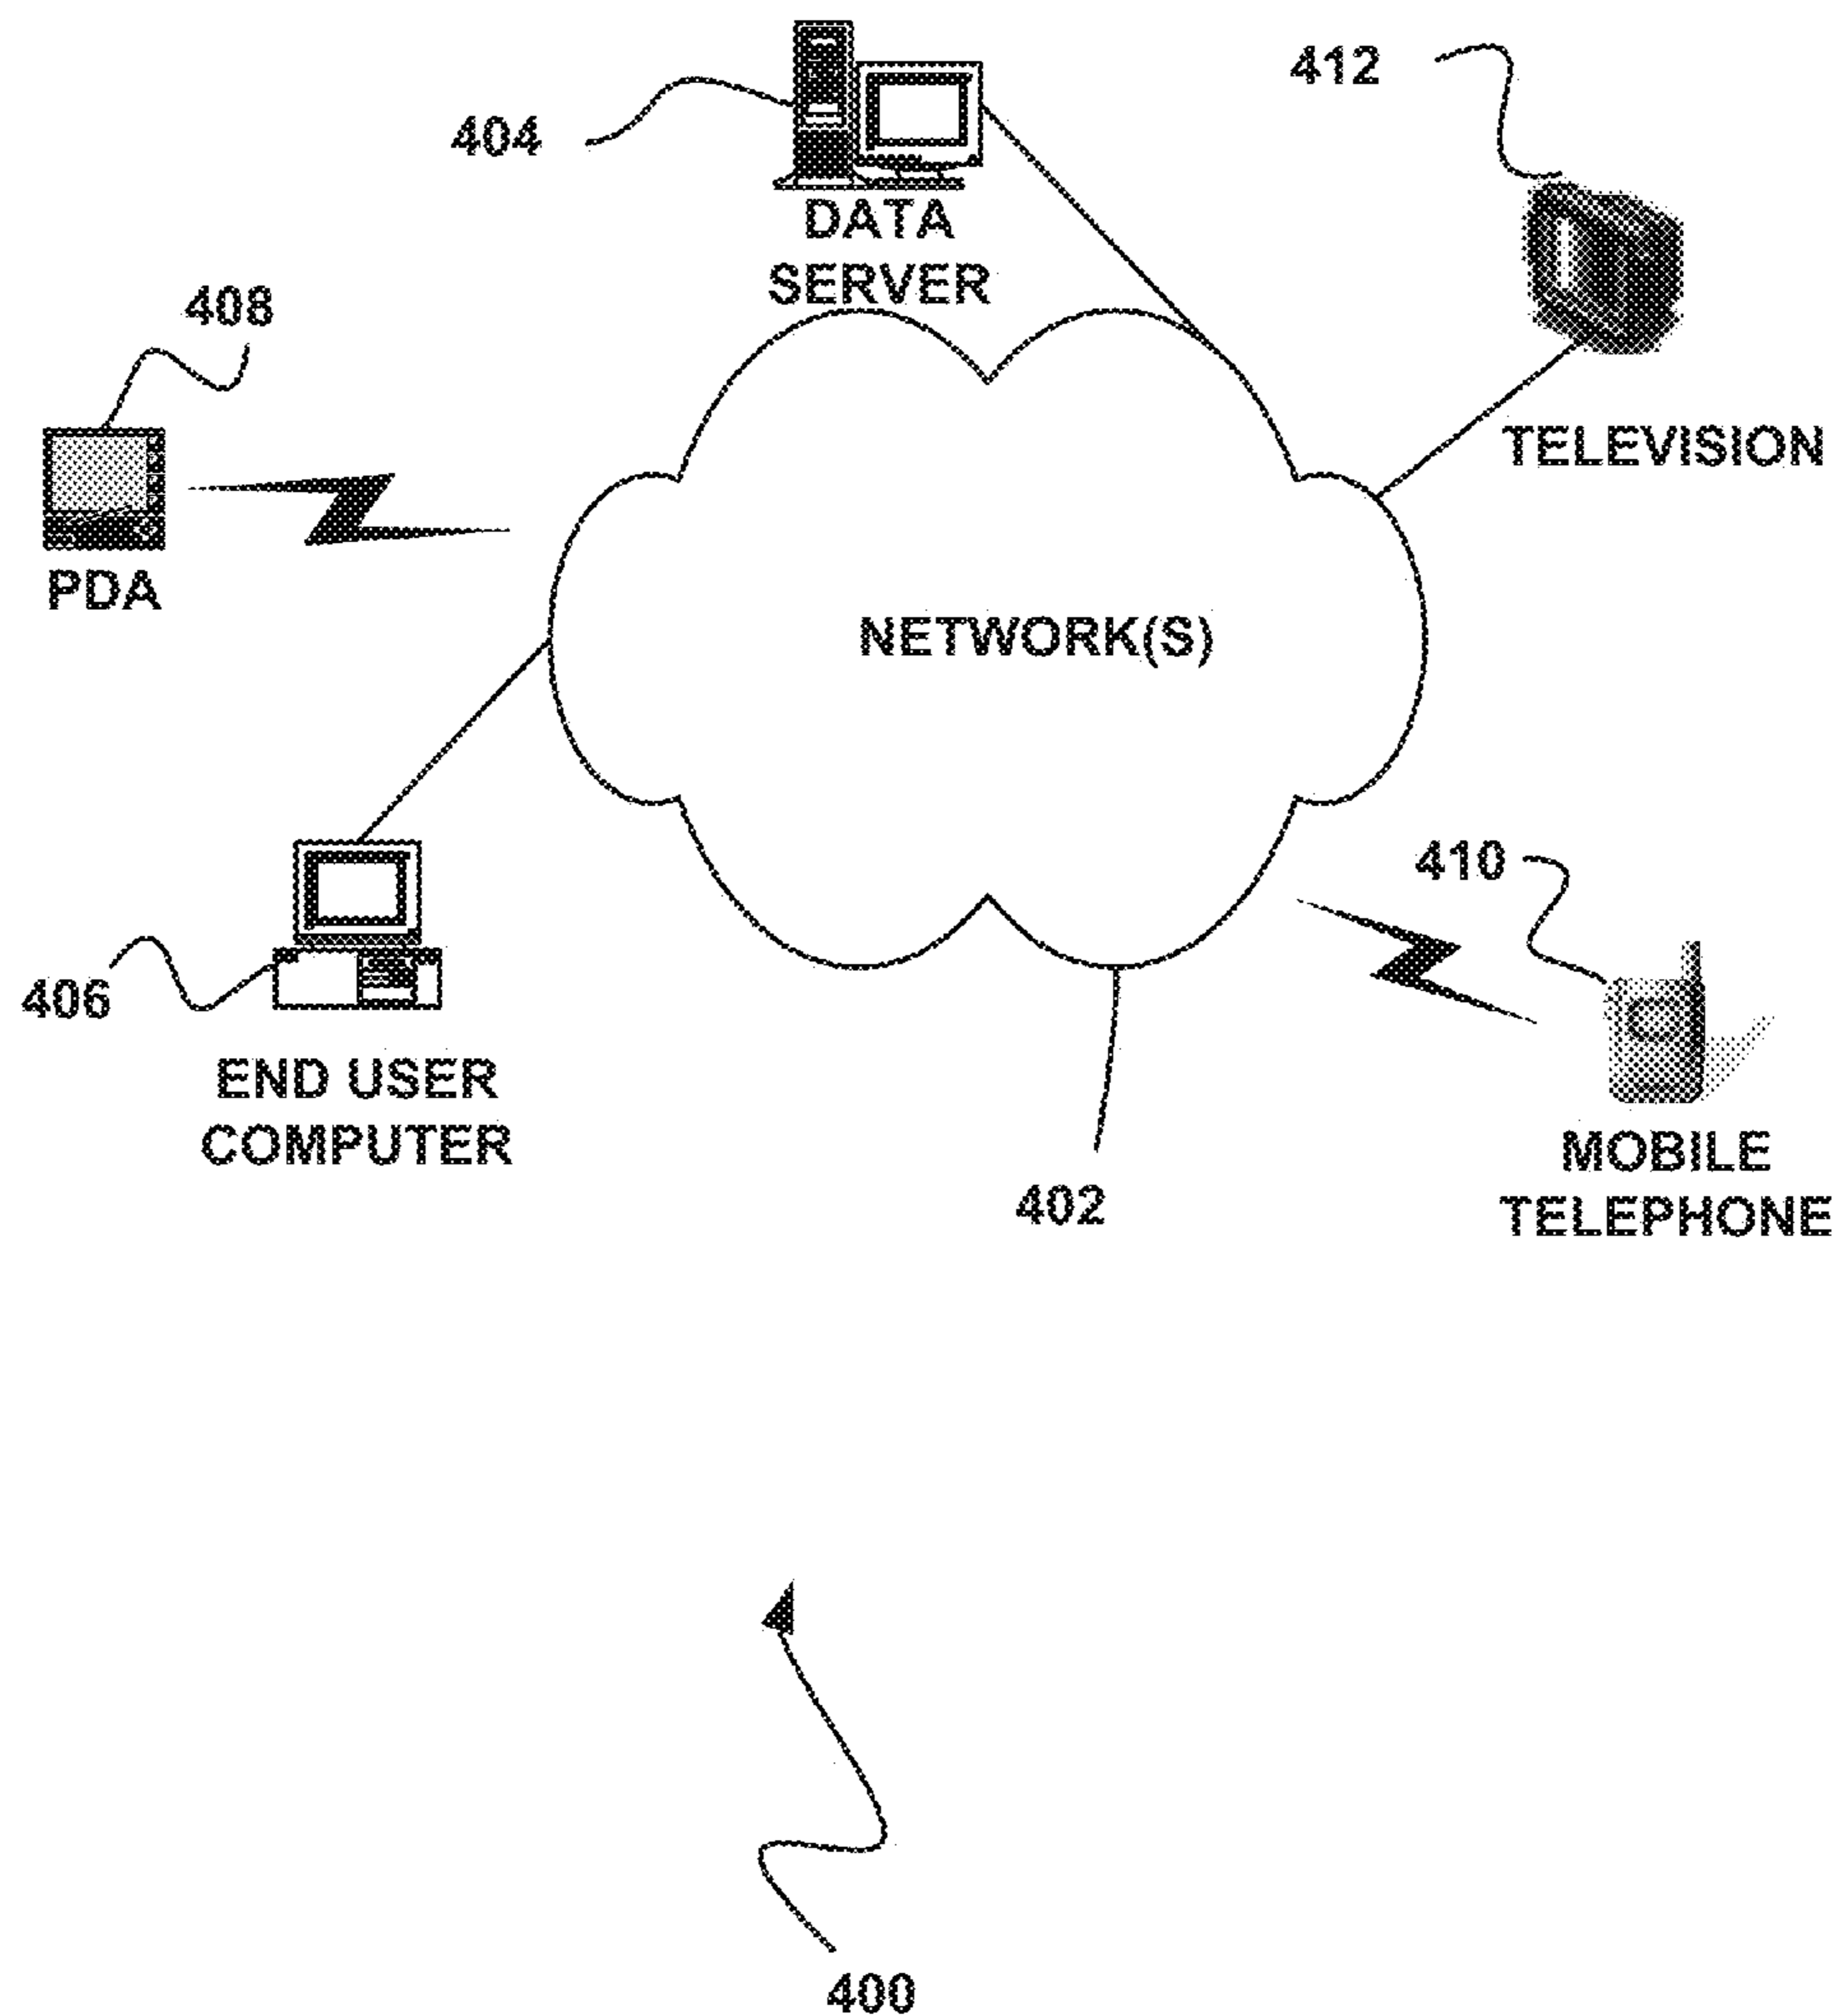 412
404
DATA
SERVER
408
TELEVISION
PDA
NETWORK(S)
410
406
END USER
COMPUTER
MOBILE
TELEPHONE
402
400